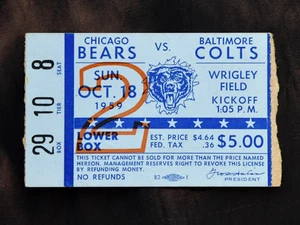 CHICAGO
BEARS
VS.
BALTIMORE
COLTS
SUN.
OCT. 18
1959
2
WRIGLEY
FIELD
KICKOFF
1:05 P.M.
LOWER
BOX
EST. PRICE $4.64
FED. TAX .36
$5.00
THIS TICKET CANNOT BE SOLD FOR MORE THAN THE PRICE NAMED
HEREON. MANAGEMENT RESERVES RIGHT TO REVOKE THIS LICENSE
BY REFUNDING MONEY.
NO REFUNDS
PRESIDENT
8 SEAT
10 TIER
29 BOX